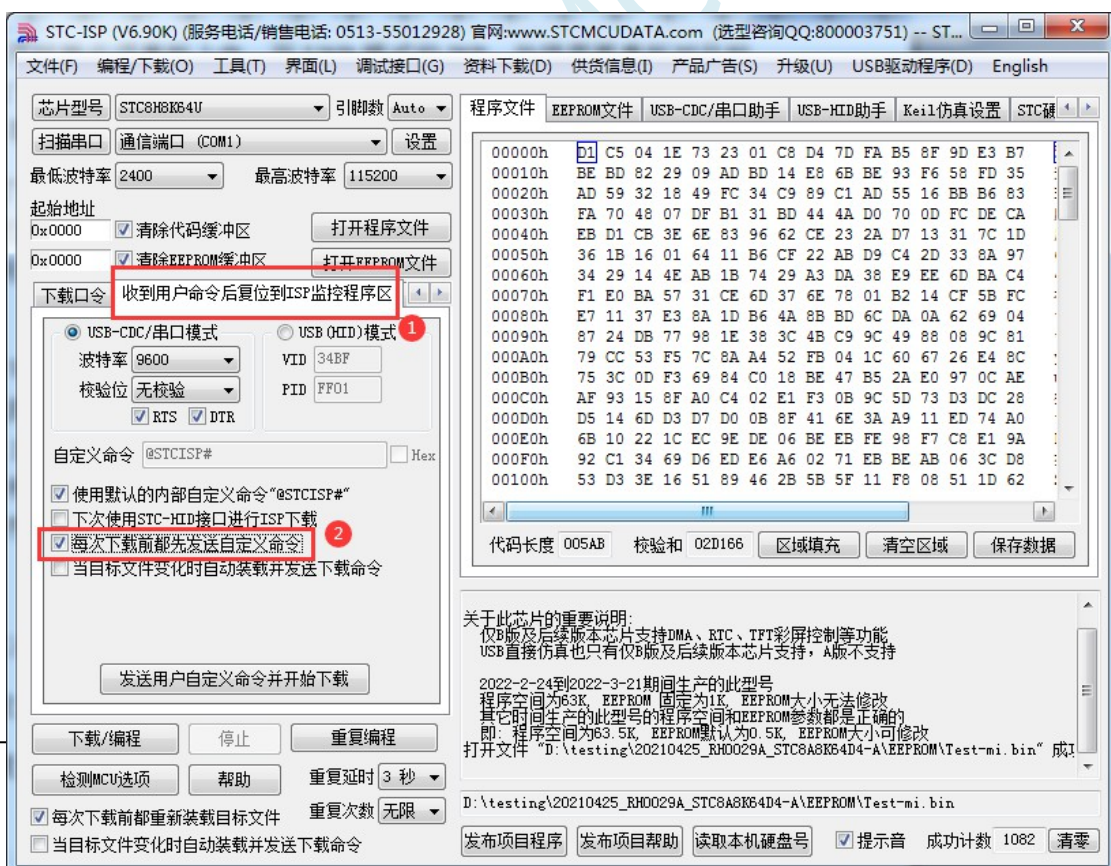 STC-ISP (V6.90K) (服务电话/销售电话: 0513-55012928) 官网:www.STCMCUDATA.com (选型咨询QQ:800003751) -- ST...
文件(F) 编程/下载(O) 工具(T) 界面(L) 调试接口(G) 资料下载(D) 供货信息(I) 产品广告(S) 升级(U) USB驱动程序(D) English
芯片型号 STC8H8K64U 引脚数 Auto
扫描串口 通信端口 (COM1) 设置
最低波特率 2400 最高波特率 115200
起始地址
0x0000 清除代码缓冲区 打开程序文件
0x0000 清除EEPROM缓冲区 打开EEPROM文件
下载口令 收到用户命令后复位到ISP监控程序区
1
USB-CDC/串口模式 USB(HID)模式
波特率 9600 VID 34BF
校验位 无校验 PID FF01
RTS DTR
自定义命令 @STCISP# Hex
使用默认的内部自定义命令"@STCISP#"
下次使用STC-HID接口进行ISP下载
每次下载前都先发送自定义命令
2
当目标文件变化时自动装载并发送下载命令
发送用户自定义命令并开始下载
下载/编程 停止 重复编程
检测MCU选项 帮助 重复延时 3 秒
每次下载前都重新装载目标文件 重复次数 无限
当目标文件变化时自动装载并发送下载命令
程序文件 EEPROM文件 USB-CDC/串口助手 USB-HID助手 Keil仿真设置 STC硬
00000h D1 C5 04 1E 73 23 01 C8 D4 7D FA B5 8F 9D E3 B7
00010h BE BD 82 29 09 AD BD 14 E8 6B BE 93 F6 58 FD 35
00020h AD 59 32 18 49 FC 34 C9 89 C1 AD 55 16 BB B6 83
00030h FA 70 48 07 DF B1 31 BD 44 4A D0 70 0D FC DE CA
00040h EB D1 CB 3E 6E 83 96 62 CE 23 2A D7 13 31 7C 1D
00050h 36 1B 16 01 64 11 B6 CF 22 AB D9 C4 2D 33 8A 97
00060h 34 29 14 4E AB 1B 74 29 A3 DA 38 E9 EE 6D BA C4
00070h F1 E0 BA 57 31 CE 6D 37 6E 78 01 B2 14 CF 5B FC
00080h E7 11 37 E3 8A 1D B6 4A 8B BD 6C DA 0A 62 69 04
00090h 87 24 DB 77 98 1E 38 3C 4B C9 9C 49 88 08 9C 81
000A0h 79 CC 53 F5 7C 8A A4 52 FB 04 1C 60 67 26 E4 8C
000B0h 75 3C 0D F3 69 84 C0 18 BE 47 B5 2A E0 97 0C AE
000C0h AF 93 15 8F A0 C4 02 E1 F3 0B 9C 5D 73 D3 DC 28
000D0h D5 14 6D D3 D7 D0 0B 8F 41 6E 3A A9 11 ED 74 A0
000E0h 6B 10 22 1C EC 9E DE 06 BE EB FE 98 F7 C8 E1 9A
000F0h 92 C1 34 69 D6 ED E6 A6 02 71 EB BE AB 06 3C D8
00100h 53 D3 3E 16 51 89 46 2B 5B 5F 11 F8 08 51 1D 62
代码长度 005AB 校验和 02D166 区域填充 清空区域 保存数据
关于此芯片的重要说明:
仅B版及后续版本芯片支持DMA、RTC、TFT彩屏控制等功能
USB直接仿真也只有仅B版及后续版本芯片支持，A版不支持
2022-2-24到2022-3-21期间生产的此型号
程序空间为63K, EEPROM 固定为1K, EEPROM大小无法修改
其它时间生产的此型号的程序空间和EEPROM参数都是正确的
即: 程序空间为63.5K, EEPROM默认为0.5K, EEPROM大小可修改
打开文件 "D:\testing\20210425_RH0029A_STC8A8K64D4-A\EEPROM\Test-mi.bin" 成功
D:\testing\20210425_RH0029A_STC8A8K64D4-A\EEPROM\Test-mi.bin
发布项目程序 发布项目帮助 读取本机硬盘号 提示音 成功计数 1082 清零